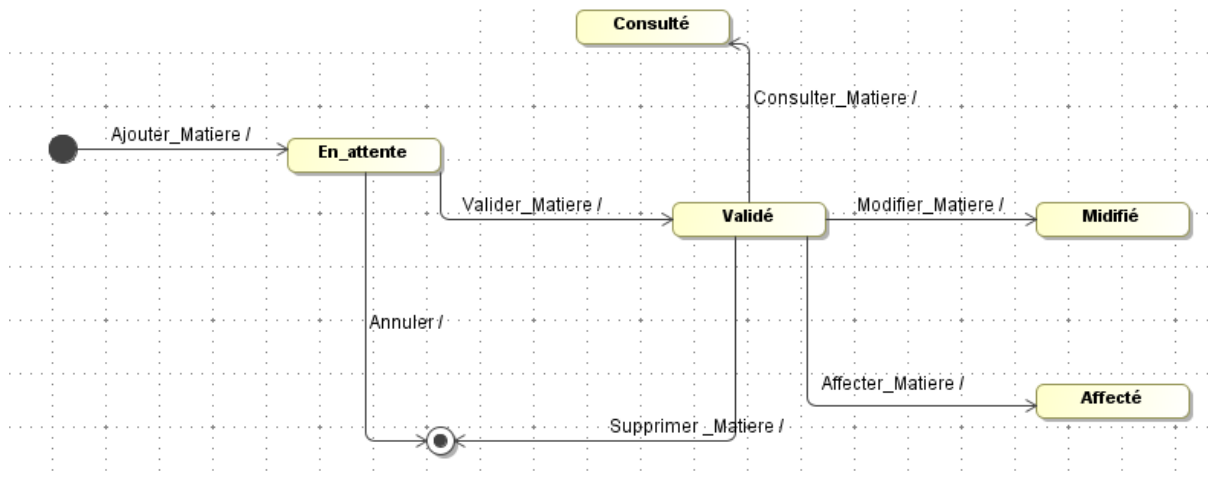 Consulté
Consulter_Matiere /
Ajouter_Matiere /
En_attente
Valider_Matiere /
Validé
Modifier_Matiere /
Midifié
Annuler /
Affecter_Matiere /
Affecté
Supprimer _Matiere /